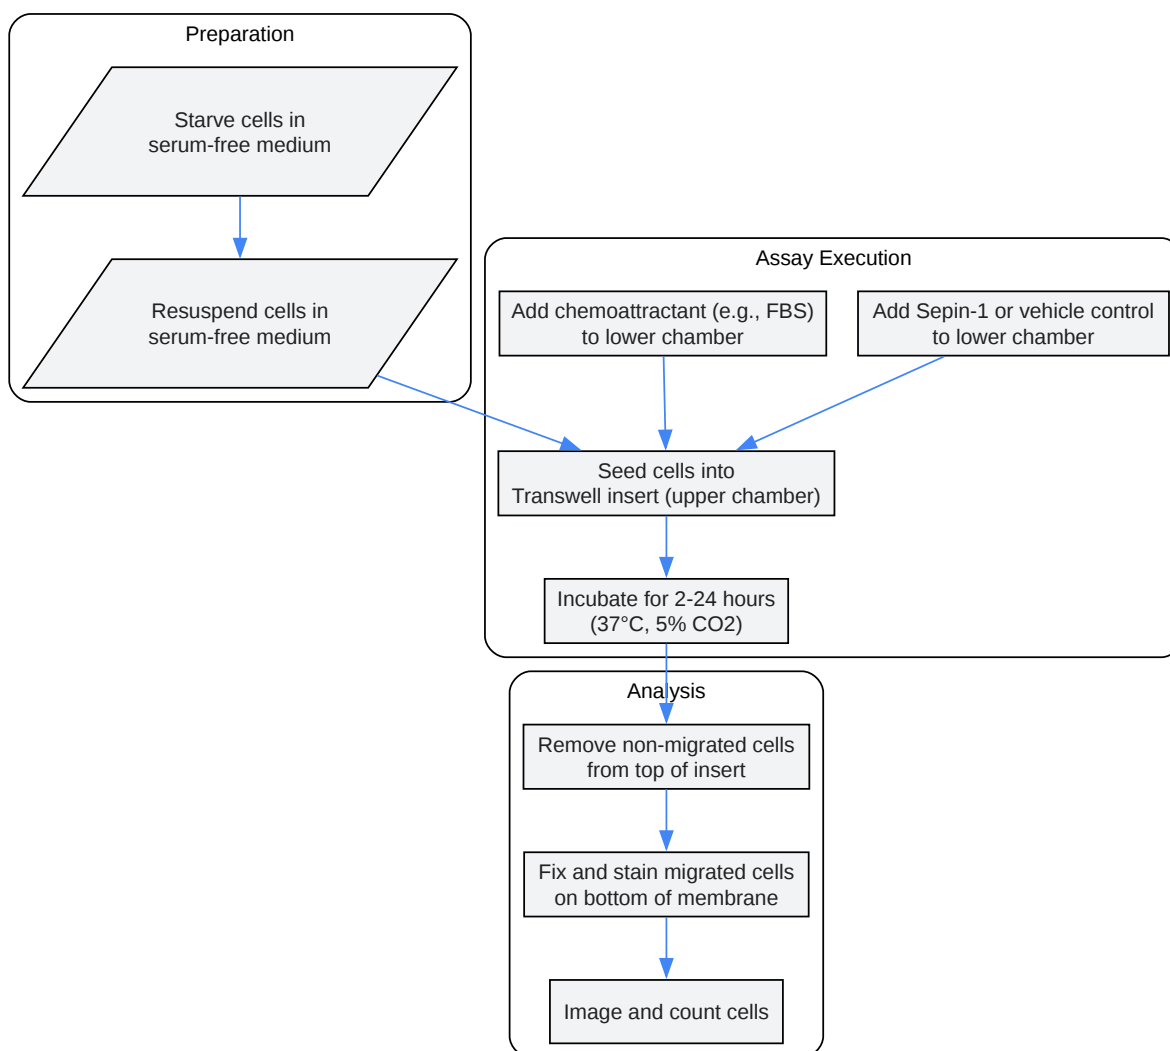 Preparation
Starve cells in
serum-free medium
Resuspend cells in
serum-free medium
Assay Execution
Add chemoattractant (e.g., FBS)
to lower chamber
Add Sepin-1 or vehicle control
to lower chamber
Seed cells into
Transwell insert (upper chamber)
Incubate for 2-24 hours
(37°C, 5% CO2)
Analysis
Remove non-migrated cells
from top of insert
Fix and stain migrated cells
on bottom of membrane
Image and count cells